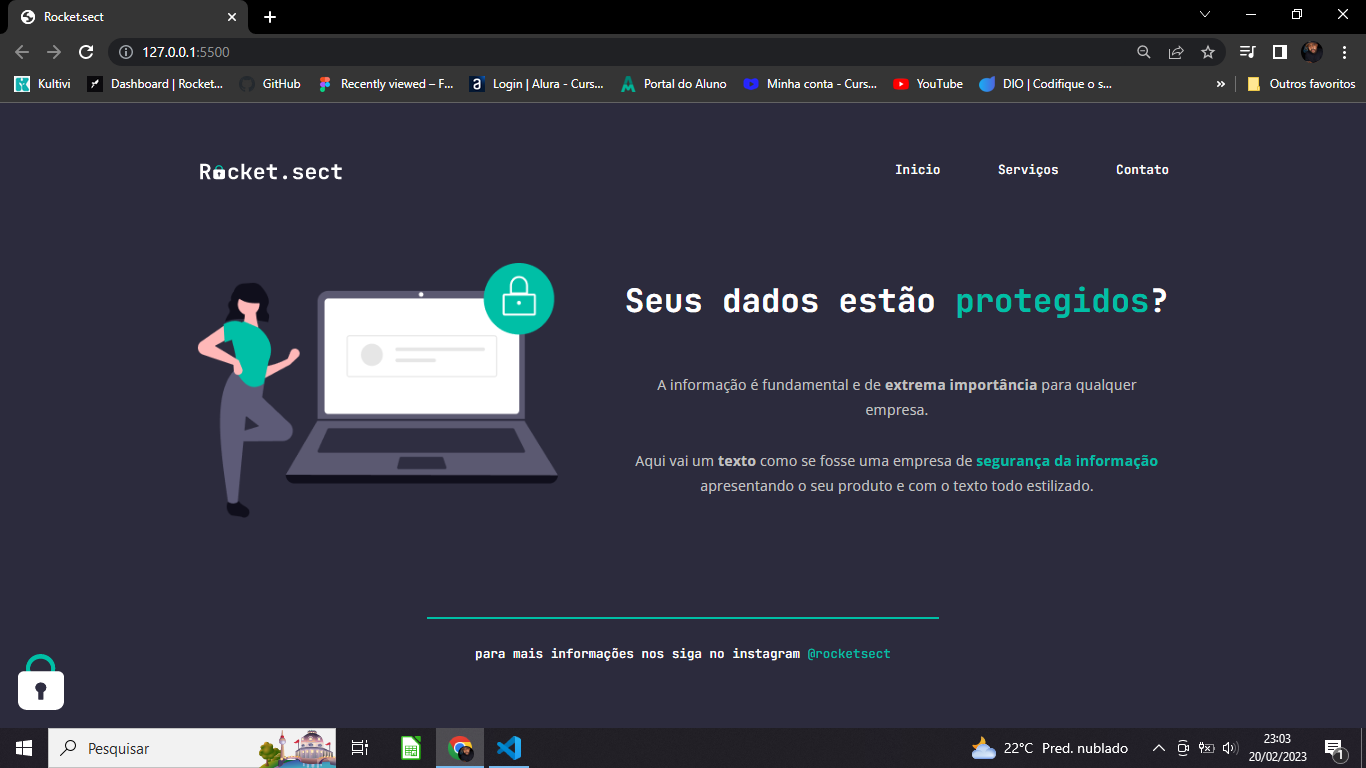 Rocket.sect
127.0.0.1:5500
Kultivi
Dashboard | Rocket...
GitHub
Recently viewed – F...
Login | Alura - Curs...
Portal do Aluno
Minha conta - Curs...
YouTube
DIO | Codifique o s...
»
Outros favoritos
Rocket.sect
Inicio
Serviços
Contato
Seus dados estão protegidos?
A informação é fundamental e de extrema importância para qualquer
empresa.
Aqui vai um texto como se fosse uma empresa de segurança da informação
apresentando o seu produto e com o texto todo estilizado.
para mais informações nos siga no instagram @rocketsect
Pesquisar
22°C Pred. nublado
23:03
20/02/2023
1